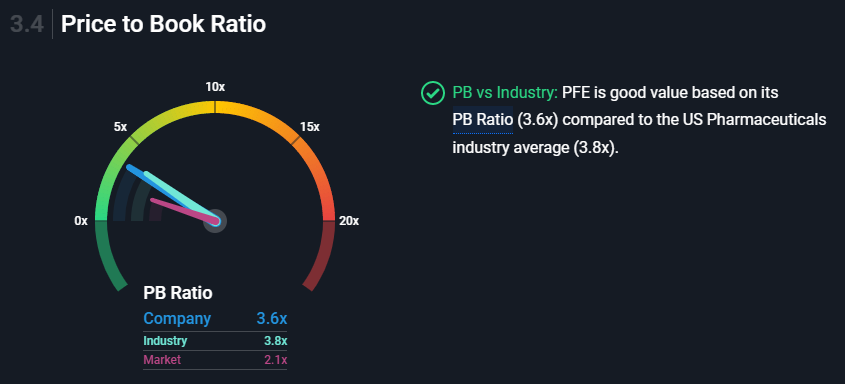 3.4 Price to Book Ratio
10x
5x
15x
0x
20x
PB Ratio
Company 3.6x
Industry 3.8x
Market 2.1x
PB vs Industry: PFE is good value based on its
PB Ratio (3.6x) compared to the US Pharmaceuticals
industry average (3.8x).